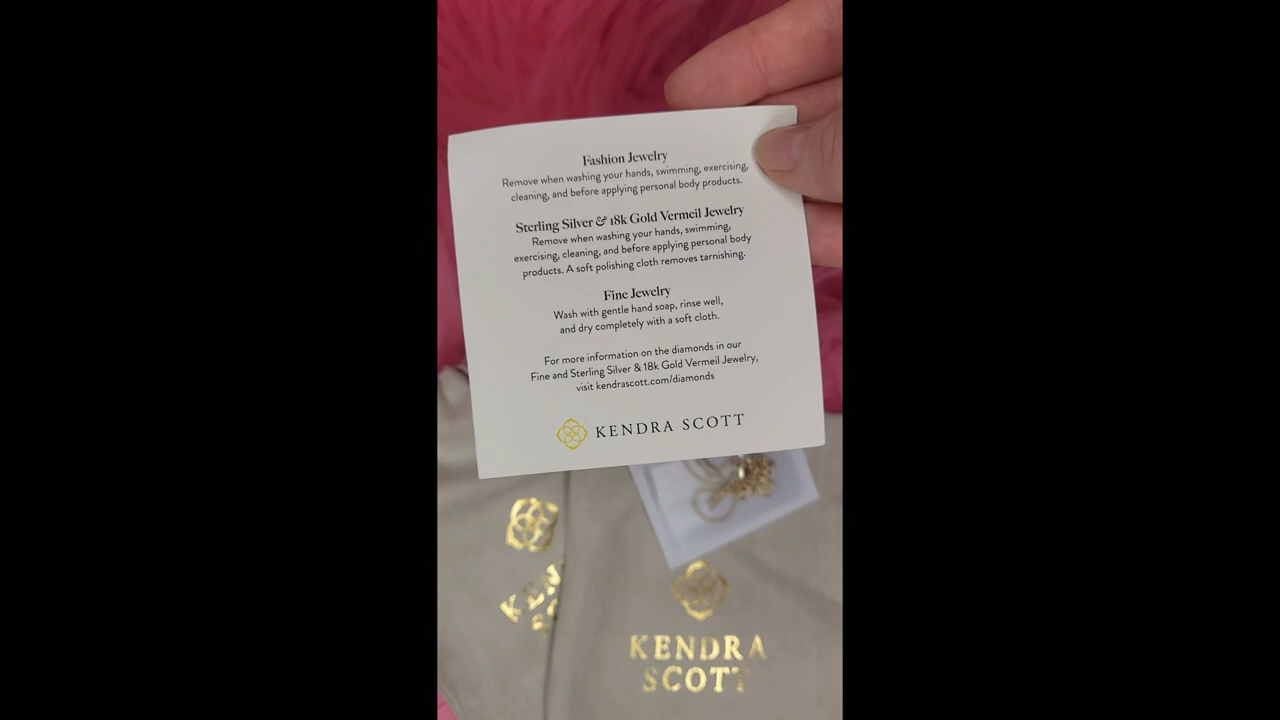 Fashion Jewelry
Remove when washing your hands, swimming, exercising,
cleaning, and before applying personal body products.
Sterling Silver & 18k Gold Vermeil Jewelry
Remove when washing your hands, swimming,
exercising, cleaning, and before applying personal body
products. A soft polishing cloth removes tarnishing.
Fine Jewelry
Wash with gentle hand soap, rinse well,
and dry completely with a soft cloth.
For more information on the diamonds in our
Fine and Sterling Silver & 18k Gold Vermeil Jewelry,
visit kendrascott.com/diamonds
KENDRA SCOTT
KENDRA
SCOTT